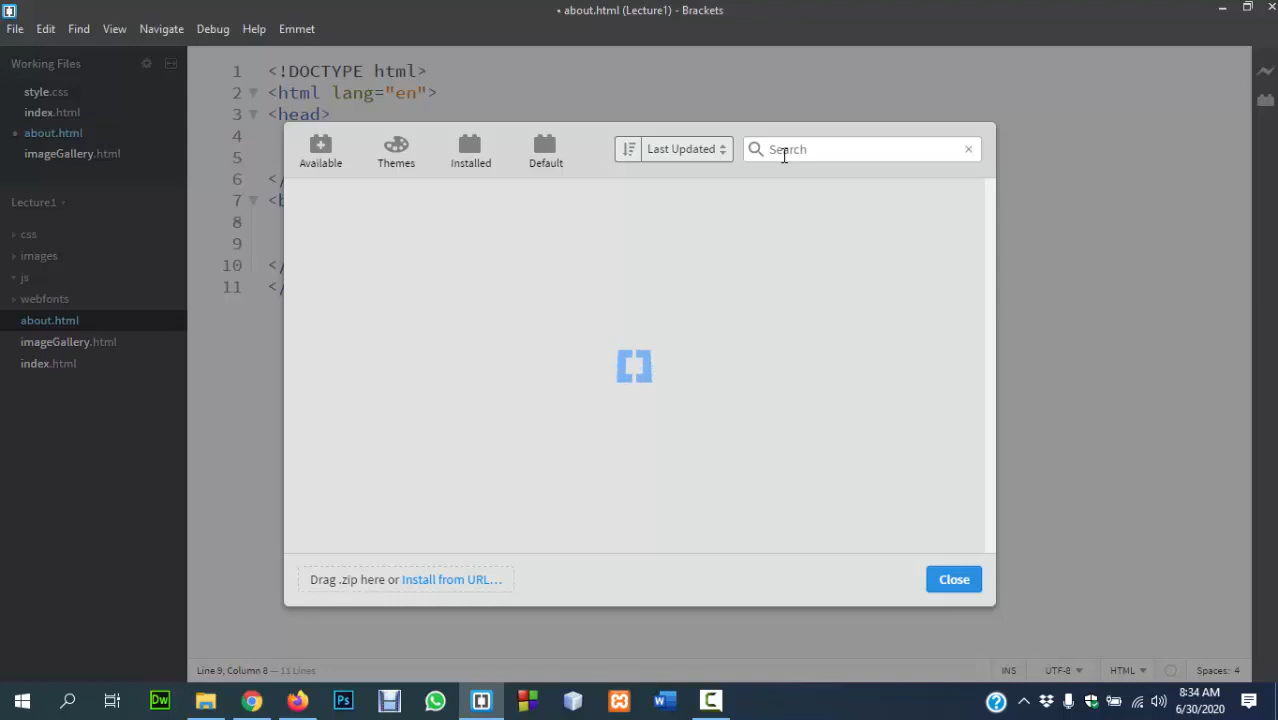 • about.html (Lecture1) - Brackets
File Edit Find View Navigate Debug Help Emmet
Working Files
style.css
index.html
about.html
imageGallery.html
Lecture1
css
images
js
webfonts
about.html
imageGallery.html
index.html
1 <!DOCTYPE html>
2 <html lang="en">
3 <head>
4
5
6 </
7 <b
8
9
10 </
11 </
Available Themes Installed Default Last Updated Search
Drag .zip here or Install from URL... Close
Line 9, Column 8 — 11 Lines INS UTF-8 HTML Spaces: 4
Dw Ps
8:34 AM
6/30/2020